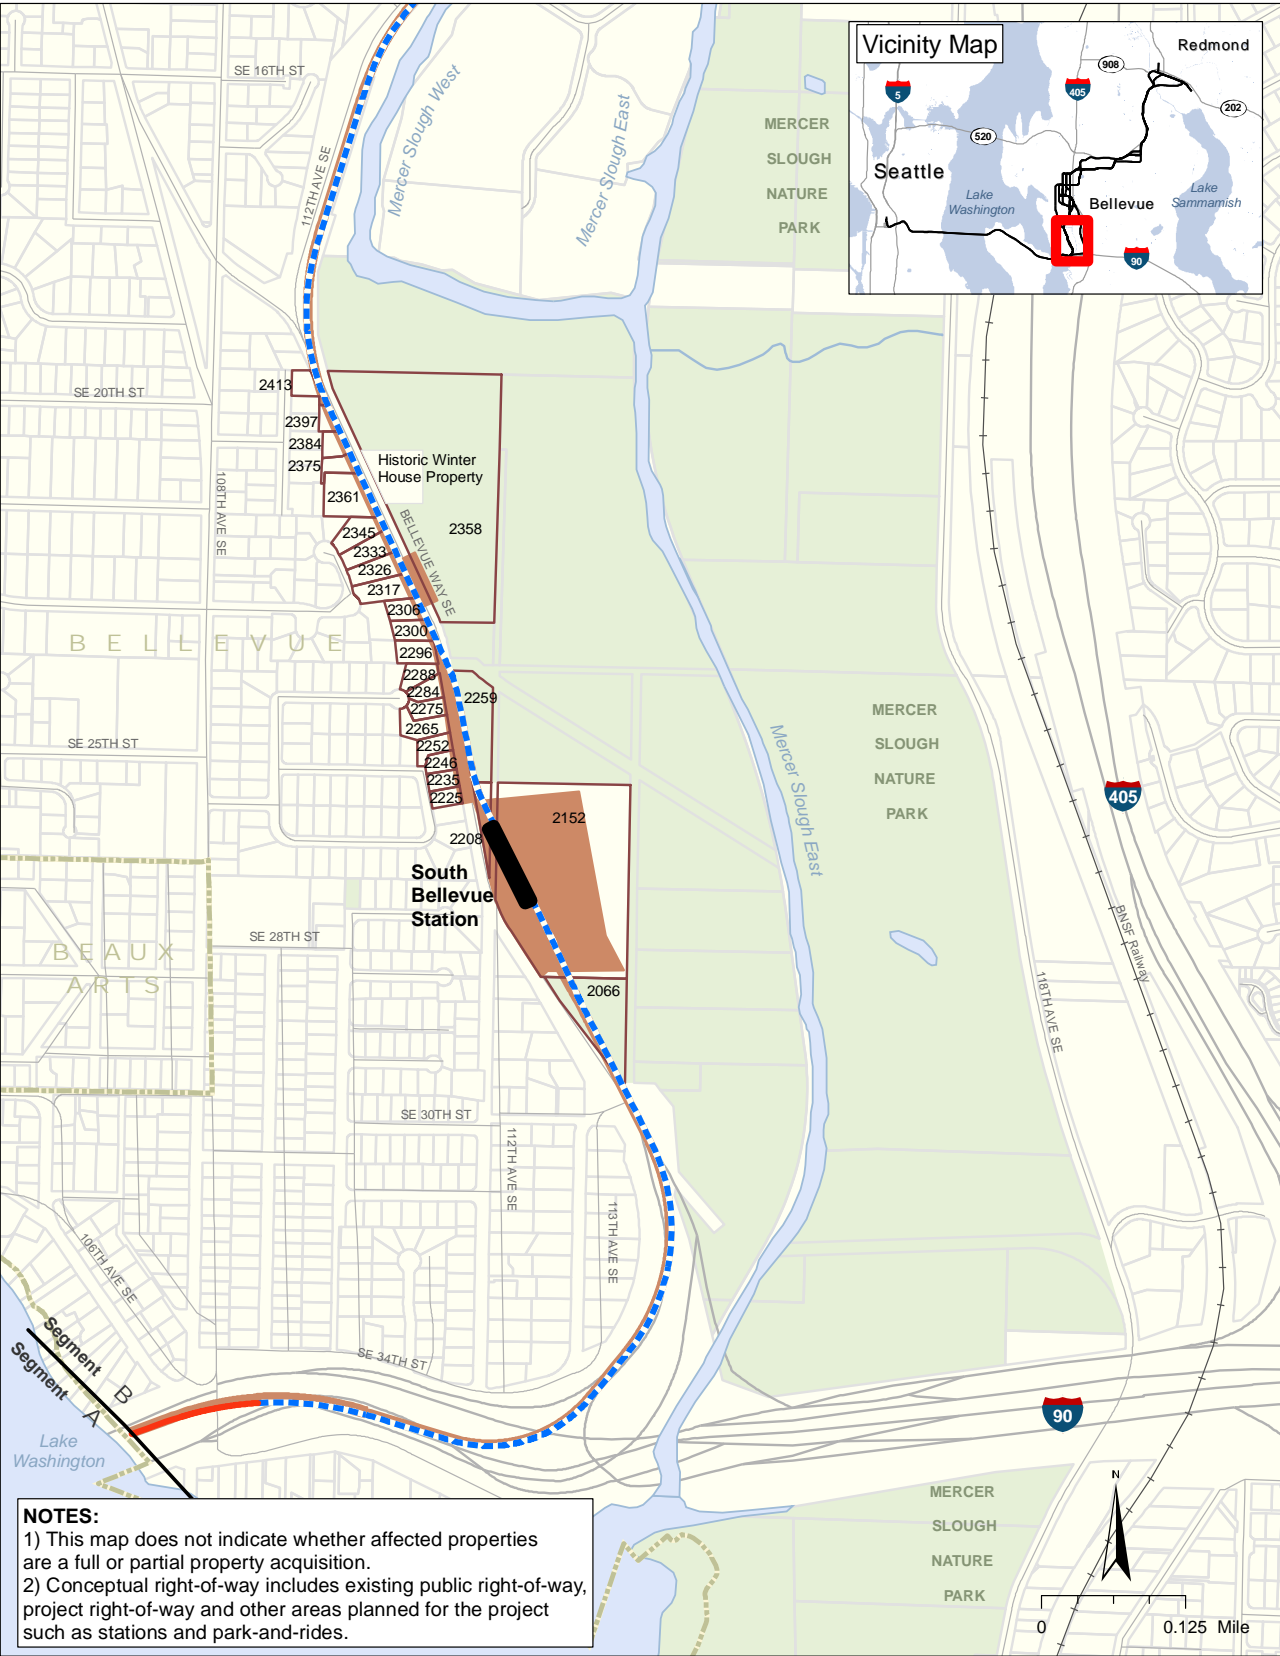 Vicinity Map
Redmond
908
5
405
202
520
Seattle
Lake
Washington
Bellevue
Lake
Sammamish
90
SE 16TH ST
112TH AVE SE
Mercer Slough West
Mercer Slough East
MERCER
SLOUGH
NATURE
PARK
2413
SE 20TH ST
2397
2384
2375
Historic Winter
House Property
108TH AVE SE
2361
BELLEVUE WAY SE
2358
2345
2333
2326
2317
2306
2300
BELLEVUE
2296
2288
2284
2259
2275
2265
2252
2246
2235
2225
SE 25TH ST
MERCER
SLOUGH
NATURE
PARK
Mercer Slough East
405
2152
2208
South
Bellevue
Station
SE 28TH ST
BEAUX
ARTS
2066
BNSF Railway
118TH AVE SE
SE 30TH ST
112TH AVE SE
113TH AVE SE
106TH AVE SE
SE 34TH ST
Segment B
Segment A
Lake
Washington
90
MERCER
SLOUGH
NATURE
PARK
N
0 0.125 Mile
NOTES:
1) This map does not indicate whether affected properties
are a full or partial property acquisition.
2) Conceptual right-of-way includes existing public right-of-way,
project right-of-way and other areas planned for the project
such as stations and park-and-rides.